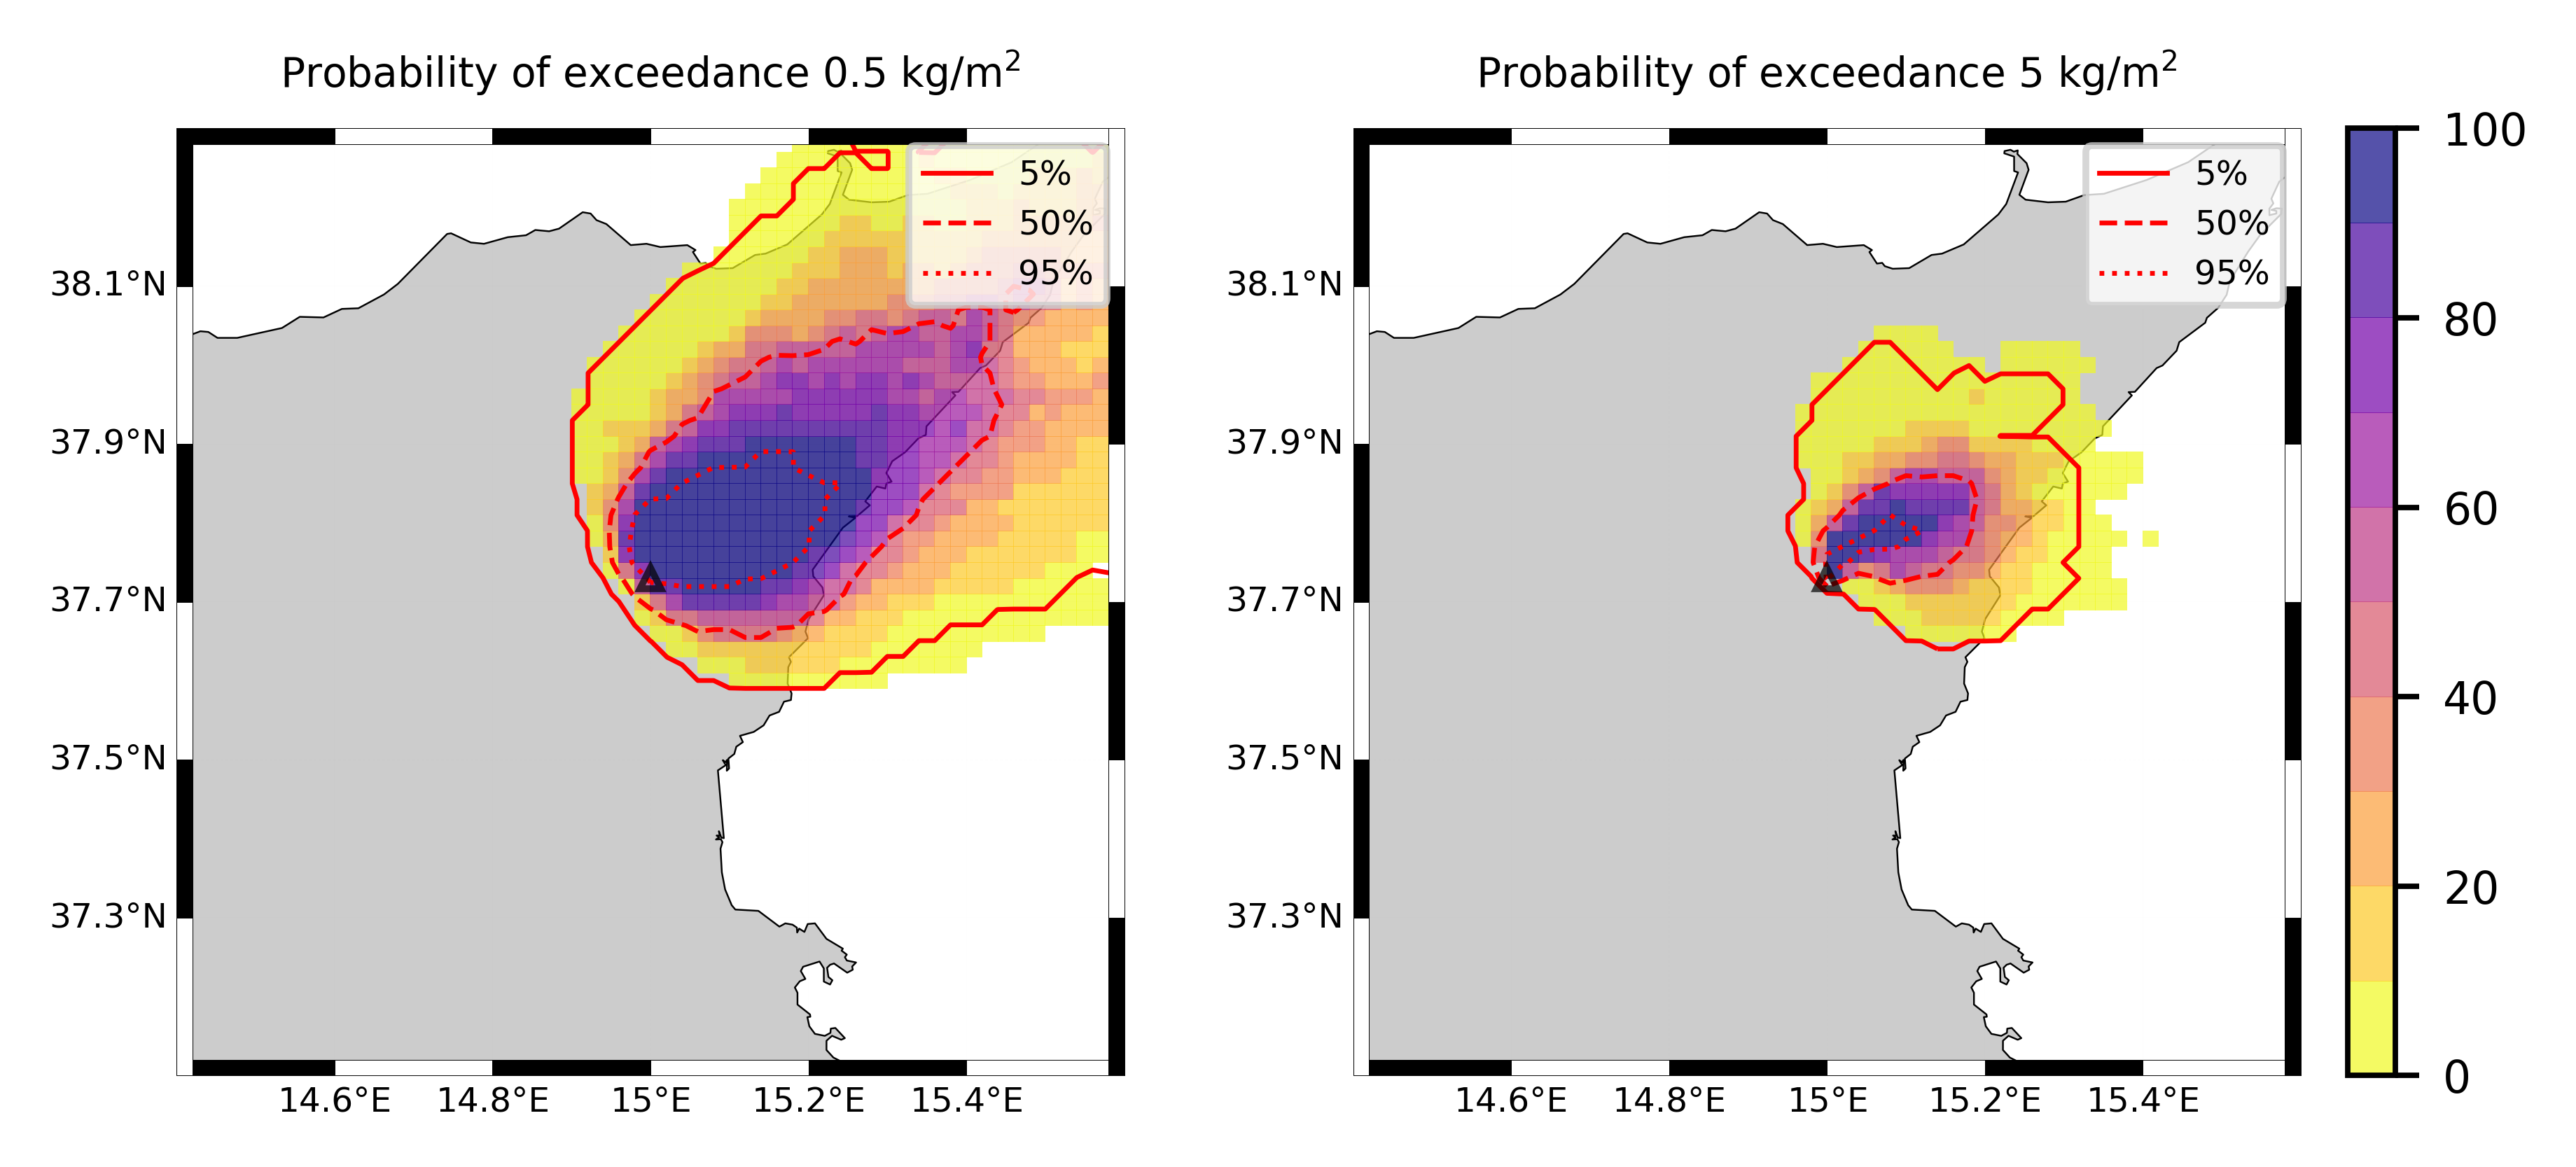 Probability of exceedance 0.5 kg/m²
5%
50%
95%
38.1°N
37.9°N
37.7°N
37.5°N
37.3°N
14.6°E
14.8°E
15°E
15.2°E
15.4°E
Probability of exceedance 5 kg/m²
5%
50%
95%
38.1°N
37.9°N
37.7°N
37.5°N
37.3°N
14.6°E
14.8°E
15°E
15.2°E
15.4°E
100
80
60
40
20
0